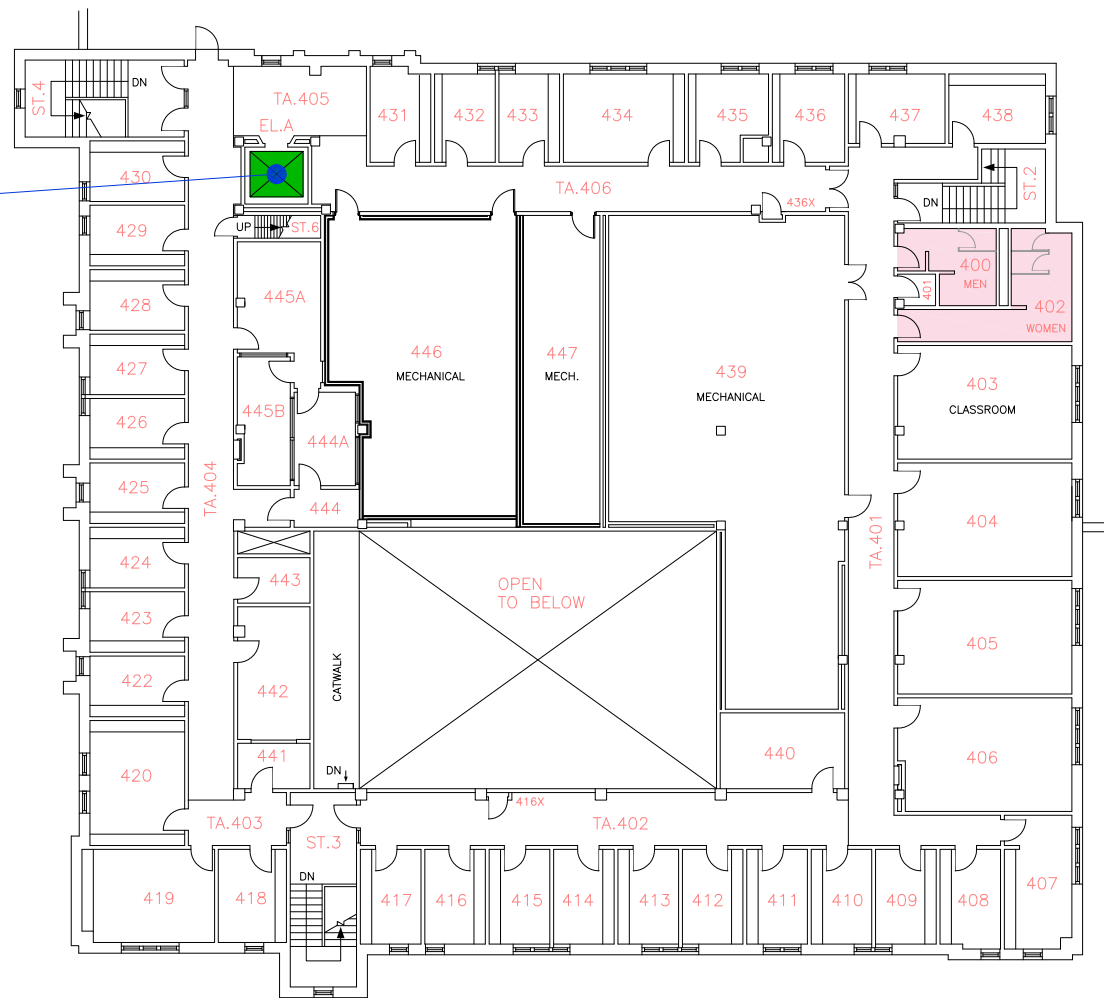 ST.4
DN
TA.405
EL.A
431
432
433
434
435
436
437
438
430
TA.406
436X
ST.2
DN
429
UP
ST.6
400
MEN
401
402
WOMEN
428
445A
446
MECHANICAL
447
MECH.
439
MECHANICAL
403
CLASSROOM
427
426
445B
444A
425
TA.404
444
404
TA.401
424
443
OPEN
TO BELOW
423
405
422
442
CATWALK
420
441
DN
440
406
416X
TA.403
TA.402
ST.3
DN
419
418
417
416
415
414
413
412
411
410
409
408
407